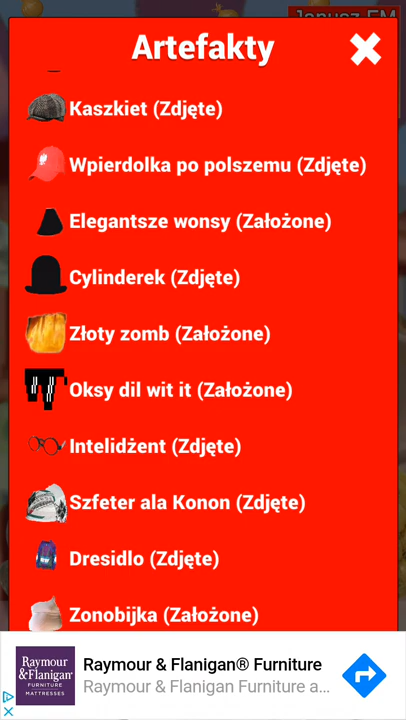 Janusz FM
Artefakty
Kaszkiet (Zdjęte)
Wpierdolka po polszemu (Zdjęte)
Elegantsze wonsy (Założone)
Cylinderek (Zdjęte)
Złoty zomb (Założone)
Oksy dil wit it (Założone)
Intelidżent (Zdjęte)
Szfeter ala Konon (Zdjęte)
Dresidlo (Zdjęte)
Zonobijka (Założone)
Raymour
&Flanigan
FURNITURE
MATTRESSES
Raymour & Flanigan® Furniture
Raymour & Flanigan Furniture a...